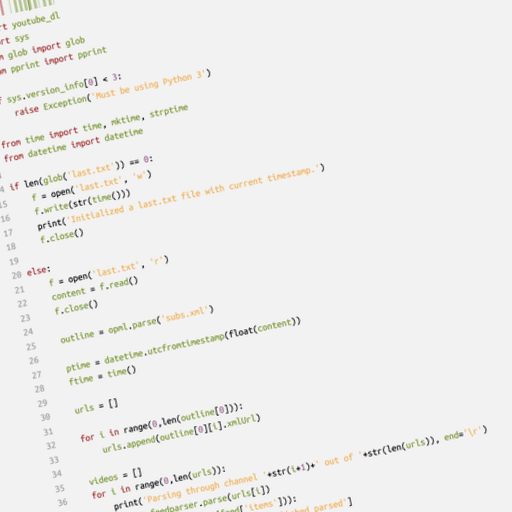 rt youtube_dl
rt sys
glob import glob
pprint import pprint
sys.version_info[0] < 3:
raise Exception('Must be using Python 3')
from time import time, mktime, strptime
from datetime import datetime
if len(glob('last.txt')) == 0:
15 f = open('last.txt', 'w')
16 f.write(str(time()))
17 print('Initialized a last.txt file with current timestamp.')
18 f.close()
19
20 else:
21 f = open('last.txt', 'r')
22 content = f.read()
23 f.close()
24
25 outline = opml.parse('subs.xml')
26
27 ptime = datetime.utcfromtimestamp(float(content))
28 ftime = time()
29
30 urls = []
31
32 for i in range(0,len(outline[0])):
33 urls.append(outline[0][i].xmlUrl)
34
35 videos = []
36 for i in range(0,len(urls)):
print('Parsing through channel '+str(i+1)+' out of '+str(len(urls)), end='\r')
feedparser.parse(urls[i])
['items'])):
parsed']